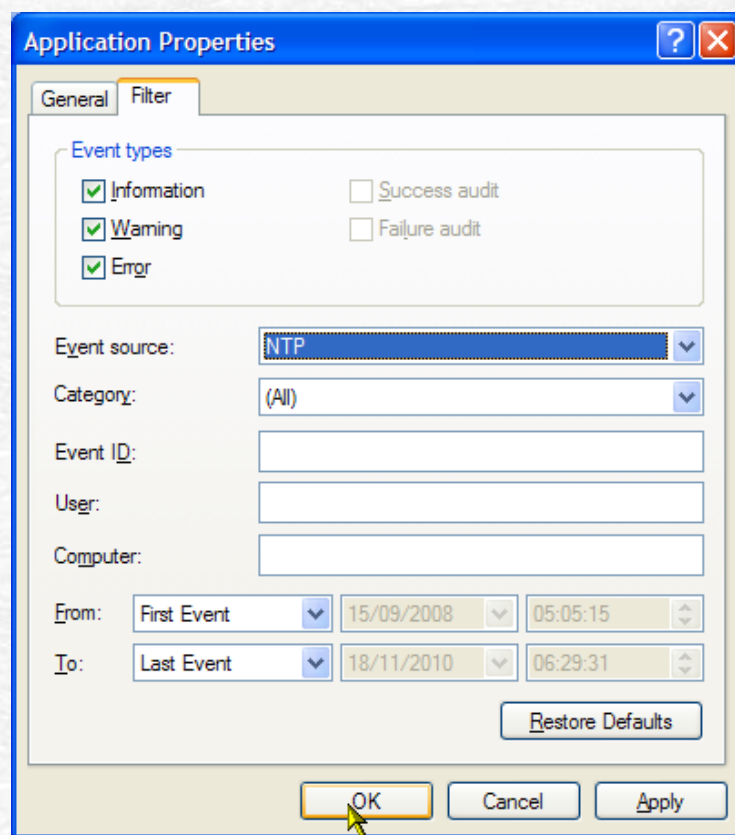 Application Properties
General Filter
Event types
Information Success audit
Warning Failure audit
Error
Event source: NTP
Category: (All)
Event ID:
User:
Computer:
From: First Event 15/09/2008 05:05:15
To: Last Event 18/11/2010 06:29:31
Restore Defaults
OK Cancel Apply